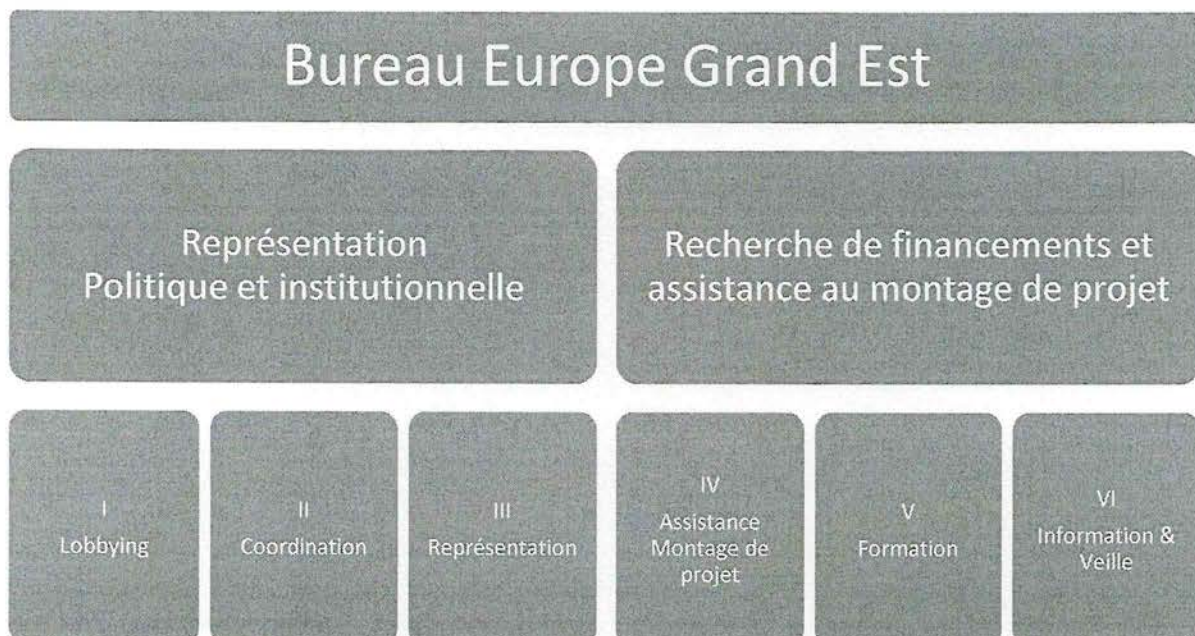 Bureau Europe Grand Est
Représentation
Politique et institutionnelle
Recherche de financements et
assistance au montage de projet
I
Lobbying
II
Coordination
III
Représentation
IV
Assistance
Montage de
projet
V
Formation
VI
Information &
Veille